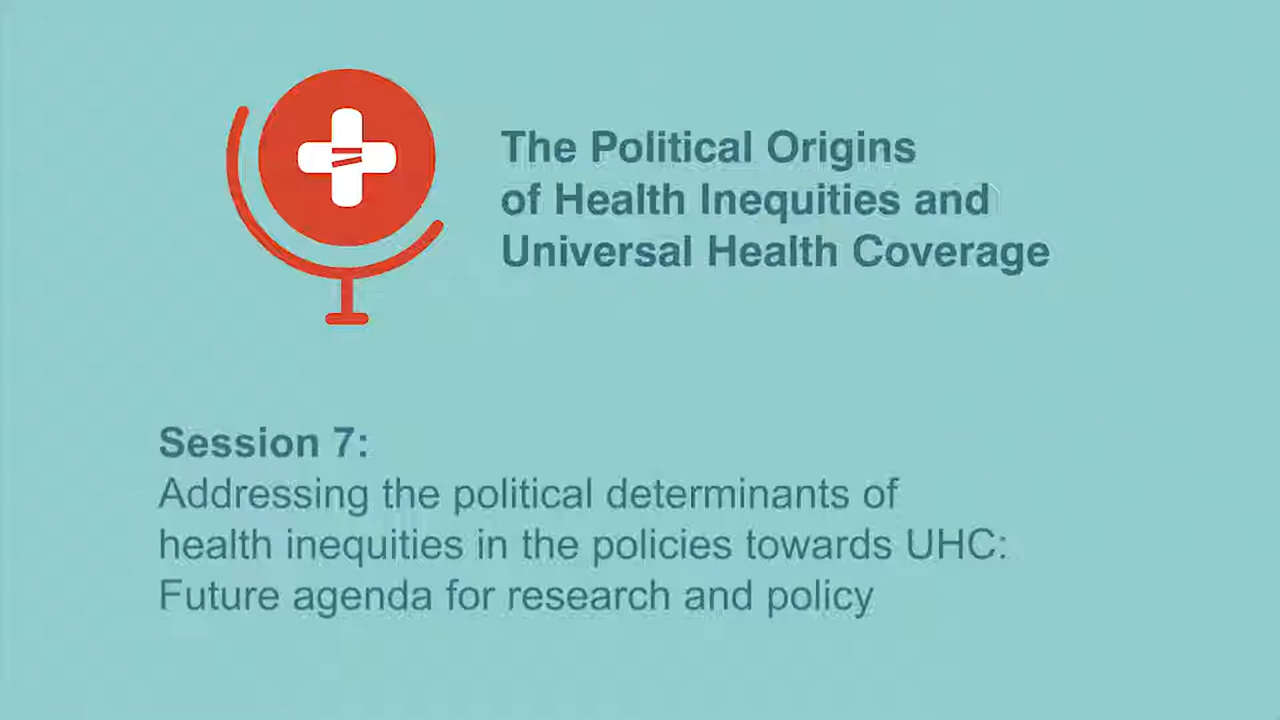 The Political Origins
of Health Inequities and
Universal Health Coverage
Session 7:
Addressing the political determinants of
health inequities in the policies towards UHC:
Future agenda for research and policy